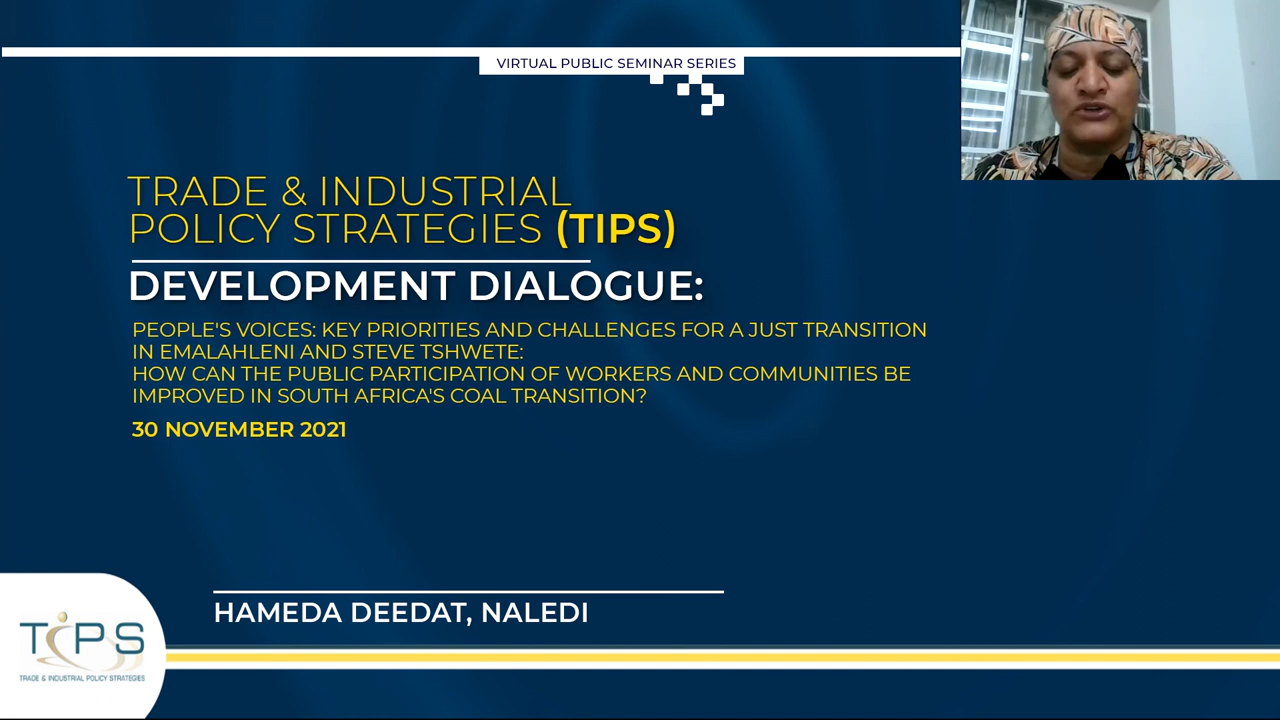 VIRTUAL PUBLIC SEMINAR SERIES
TRADE & INDUSTRIAL
POLICY STRATEGIES (TIPS)
DEVELOPMENT DIALOGUE:
PEOPLE'S VOICES: KEY PRIORITIES AND CHALLENGES FOR A JUST TRANSITION
IN EMALAHLENI AND STEVE TSHWETE:
HOW CAN THE PUBLIC PARTICIPATION OF WORKERS AND COMMUNITIES BE
IMPROVED IN SOUTH AFRICA'S COAL TRANSITION?
30 NOVEMBER 2021
HAMEDA DEEDAT, NALEDI
TiPS
TRADE & INDUSTRIAL POLICY STRATEGIES